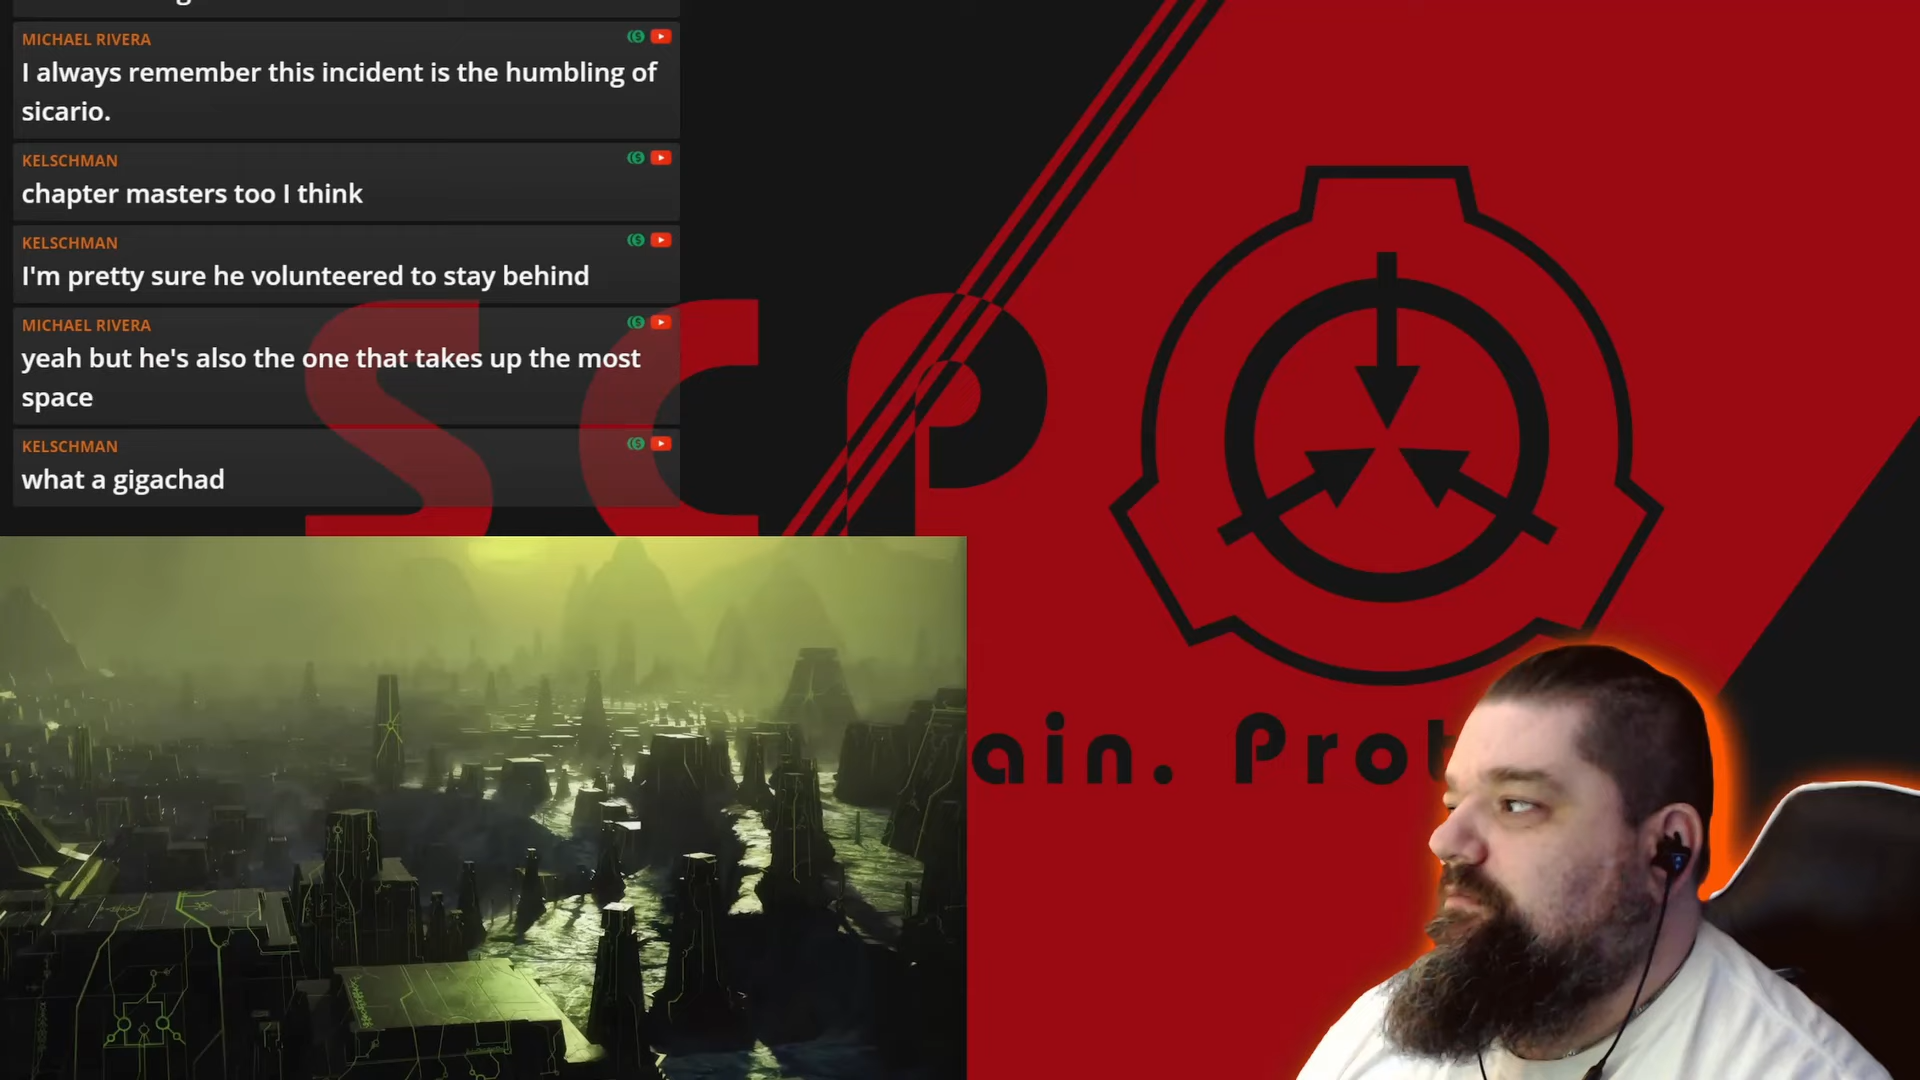 MICHAEL RIVERA
I always remember this incident is the humbling of
sicario.
KELSCHMAN
chapter masters too I think
KELSCHMAN
I'm pretty sure he volunteered to stay behind
MICHAEL RIVERA
yeah but he's also the one that takes up the most
space
KELSCHMAN
what a gigachad
SCP
ain. Prot